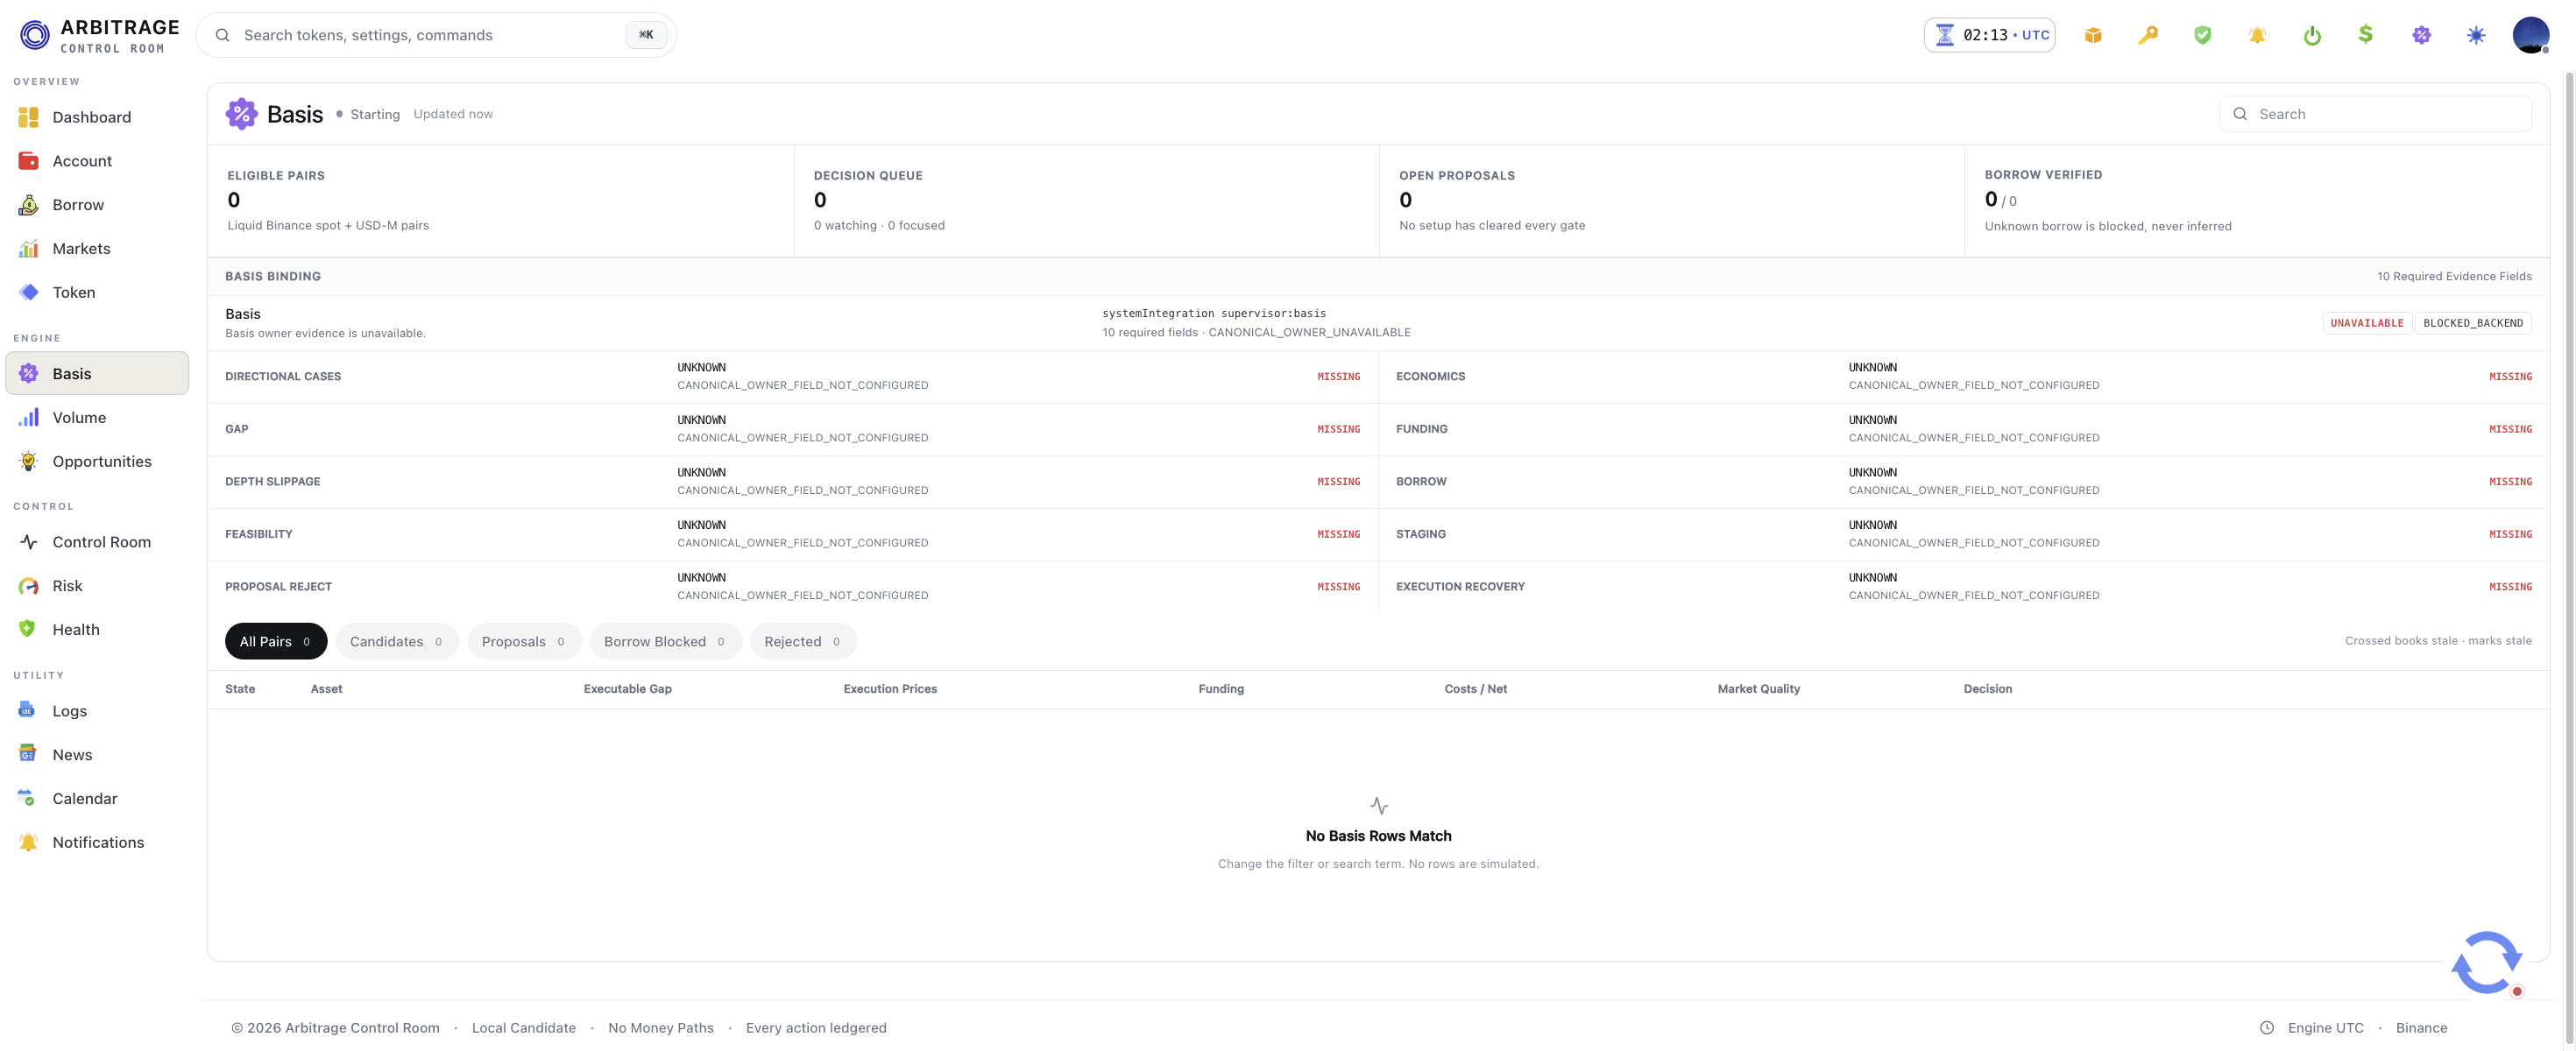 ARBITRAGE
CONTROL ROOM
Search tokens, settings, commands
⌘K
02:13 • UTC
OVERVIEW
Dashboard
Account
Borrow
Markets
Token
ENGINE
Basis
Volume
Opportunities
CONTROL
Control Room
Risk
Health
UTILITY
Logs
News
Calendar
Notifications
Basis
Starting
Updated now
Search
ELIGIBLE PAIRS
0
Liquid Binance spot + USD-M pairs
DECISION QUEUE
0
0 watching · 0 focused
OPEN PROPOSALS
0
No setup has cleared every gate
BORROW VERIFIED
0 / 0
Unknown borrow is blocked, never inferred
BASIS BINDING
10 Required Evidence Fields
Basis
Basis owner evidence is unavailable.
systemIntegration supervisor:basis
10 required fields · CANONICAL_OWNER_UNAVAILABLE
UNAVAILABLE
BLOCKED_BACKEND
DIRECTIONAL CASES
UNKNOWN
CANONICAL_OWNER_FIELD_NOT_CONFIGURED
MISSING
ECONOMICS
UNKNOWN
CANONICAL_OWNER_FIELD_NOT_CONFIGURED
MISSING
GAP
UNKNOWN
CANONICAL_OWNER_FIELD_NOT_CONFIGURED
MISSING
FUNDING
UNKNOWN
CANONICAL_OWNER_FIELD_NOT_CONFIGURED
MISSING
DEPTH SLIPPAGE
UNKNOWN
CANONICAL_OWNER_FIELD_NOT_CONFIGURED
MISSING
BORROW
UNKNOWN
CANONICAL_OWNER_FIELD_NOT_CONFIGURED
MISSING
FEASIBILITY
UNKNOWN
CANONICAL_OWNER_FIELD_NOT_CONFIGURED
MISSING
STAGING
UNKNOWN
CANONICAL_OWNER_FIELD_NOT_CONFIGURED
MISSING
PROPOSAL REJECT
UNKNOWN
CANONICAL_OWNER_FIELD_NOT_CONFIGURED
MISSING
EXECUTION RECOVERY
UNKNOWN
CANONICAL_OWNER_FIELD_NOT_CONFIGURED
MISSING
All Pairs 0
Candidates 0
Proposals 0
Borrow Blocked 0
Rejected 0
Crossed books stale · marks stale
State
Asset
Executable Gap
Execution Prices
Funding
Costs / Net
Market Quality
Decision
No Basis Rows Match
Change the filter or search term. No rows are simulated.
© 2026 Arbitrage Control Room · Local Candidate · No Money Paths · Every action ledgered
Engine UTC · Binance